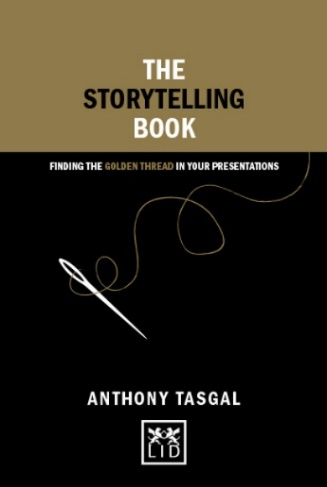 THE
STORYTELLING
BOOK
FINDING THE GOLDEN THREAD IN YOUR PRESENTATIONS
ANTHONY TASGAL
LID